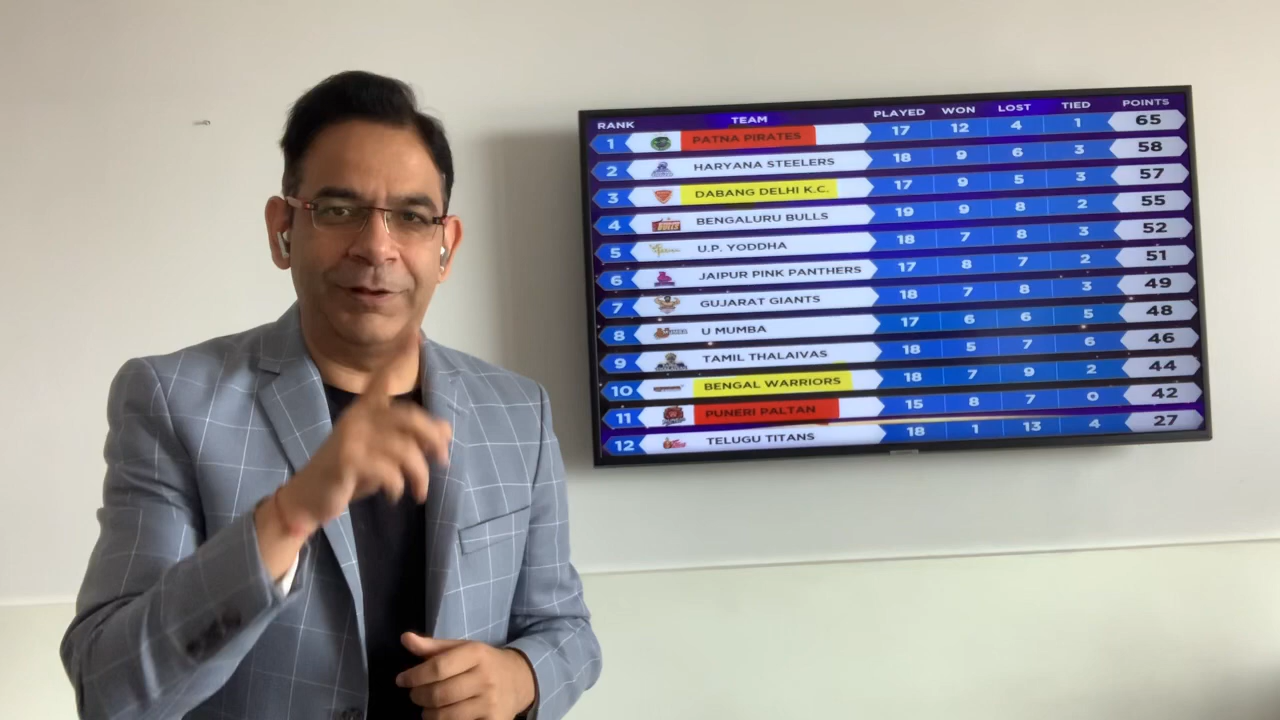 RANK TEAM PLAYED WON LOST TIED POINTS
1 PATNA PIRATES 17 12 4 1 65
2 HARYANA STEELERS 18 9 6 3 58
3 DABANG DELHI K.C. 17 9 5 3 57
4 BULLS BENGALURU BULLS 19 9 8 2 55
5 U.P. YODDHA 18 7 8 3 52
6 JAIPUR PINK PANTHERS 17 8 7 2 51
7 GUJARAT GIANTS 18 7 8 3 49
8 U MUMBA 17 6 6 5 48
9 TAMIL THALAIVAS 18 5 7 6 46
10 BENGAL WARRIORS 18 7 9 2 44
11 PUNERI PALTAN 15 8 7 0 42
12 TELUGU TITANS 18 1 13 4 27